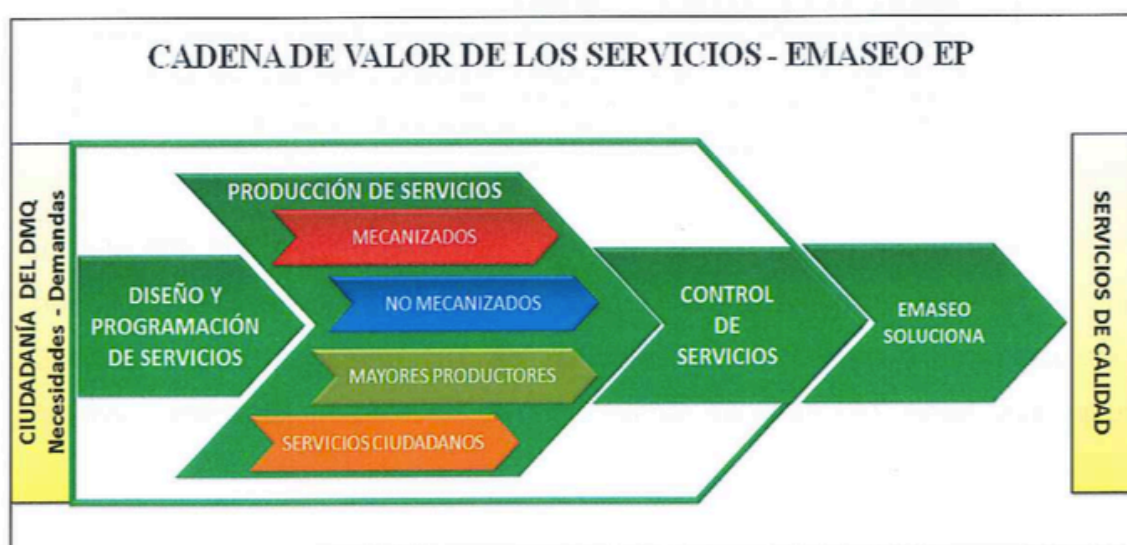 CADENA DE VALOR DE LOS SERVICIOS - EMASEO EP
CIUDADANÍA DEL DMQ
Necesidades - Demandas
DISEÑO Y
PROGRAMACIÓN
DE SERVICIOS
PRODUCCIÓN DE SERVICIOS
MECANIZADOS
NO MECANIZADOS
MAYORES PRODUCTORES
SERVICIOS CIUDADANOS
CONTROL
DE
SERVICIOS
EMASEO
SOLUCIONA
SERVICIOS DE CALIDAD